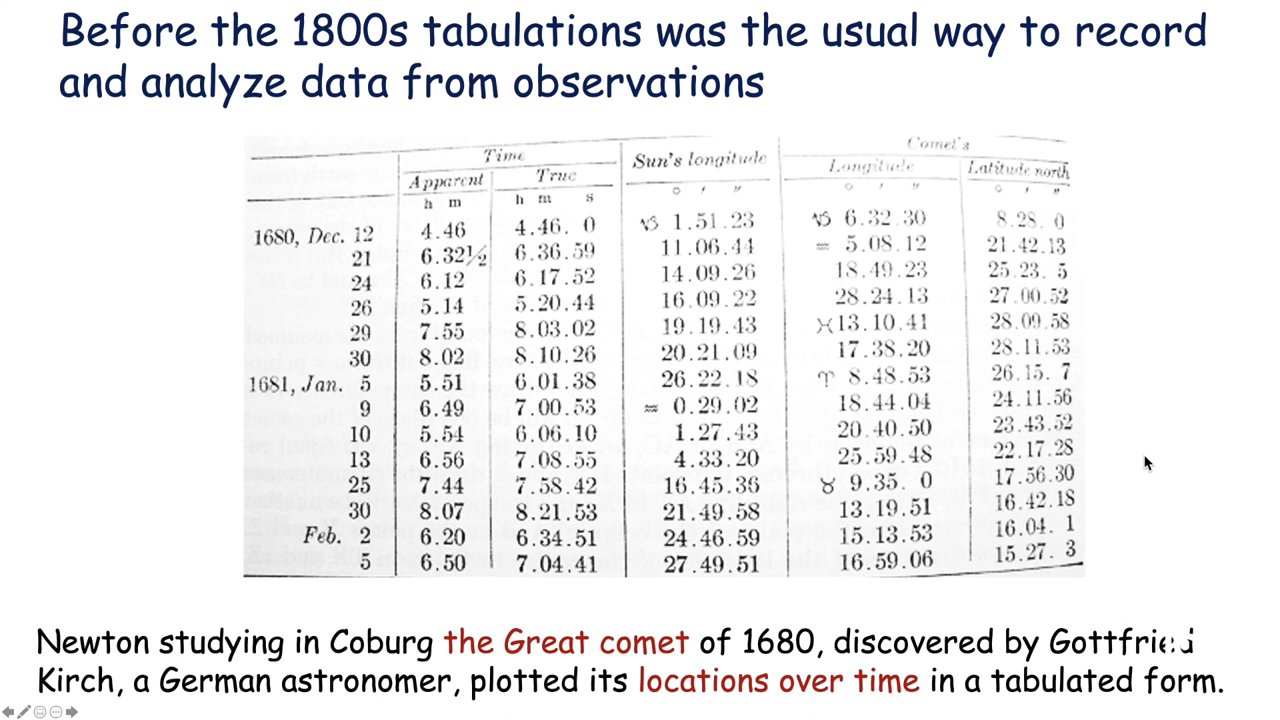 Before the 1800s tabulations was the usual way to record
and analyze data from observations
Time Sun's longitude Comet's
Apparent True Longitude Latitude north
h m h m s ° ′ ″ ° ′ ″ ° ′ ″
1680, Dec. 12 4.46 4.46. 0 ♑ 1.51.23 ♑ 6.32.30 8.28. 0
21 6.32½ 6.36.59 11.06.44 ♒ 5.08.12 21.42.13
24 6.12 6.17.52 14.09.26 18.49.23 25.23. 5
26 5.14 5.20.44 16.09.22 28.24.13 27.00.52
29 7.55 8.03.02 19.19.43 ♓ 13.10.41 28.09.58
30 8.02 8.10.26 20.21.09 17.38.20 28.11.53
1681, Jan. 5 5.51 6.01.38 26.22.18 ♈ 8.48.53 26.15. 7
9 6.49 7.00.53 ♒ 0.29.02 18.44.04 24.11.56
10 5.54 6.06.10 1.27.43 20.40.50 23.43.52
13 6.56 7.08.55 4.33.20 25.59.48 22.17.28
25 7.44 7.58.42 16.45.36 ♉ 9.35. 0 17.56.30
30 8.07 8.21.53 21.49.58 13.19.51 16.42.18
Feb. 2 6.20 6.34.51 24.46.59 15.13.53 16.04. 1
5 6.50 7.04.41 27.49.51 16.59.06 15.27. 3
Newton studying in Coburg the Great comet of 1680, discovered by Gottfried
Kirch, a German astronomer, plotted its locations over time in a tabulated form.